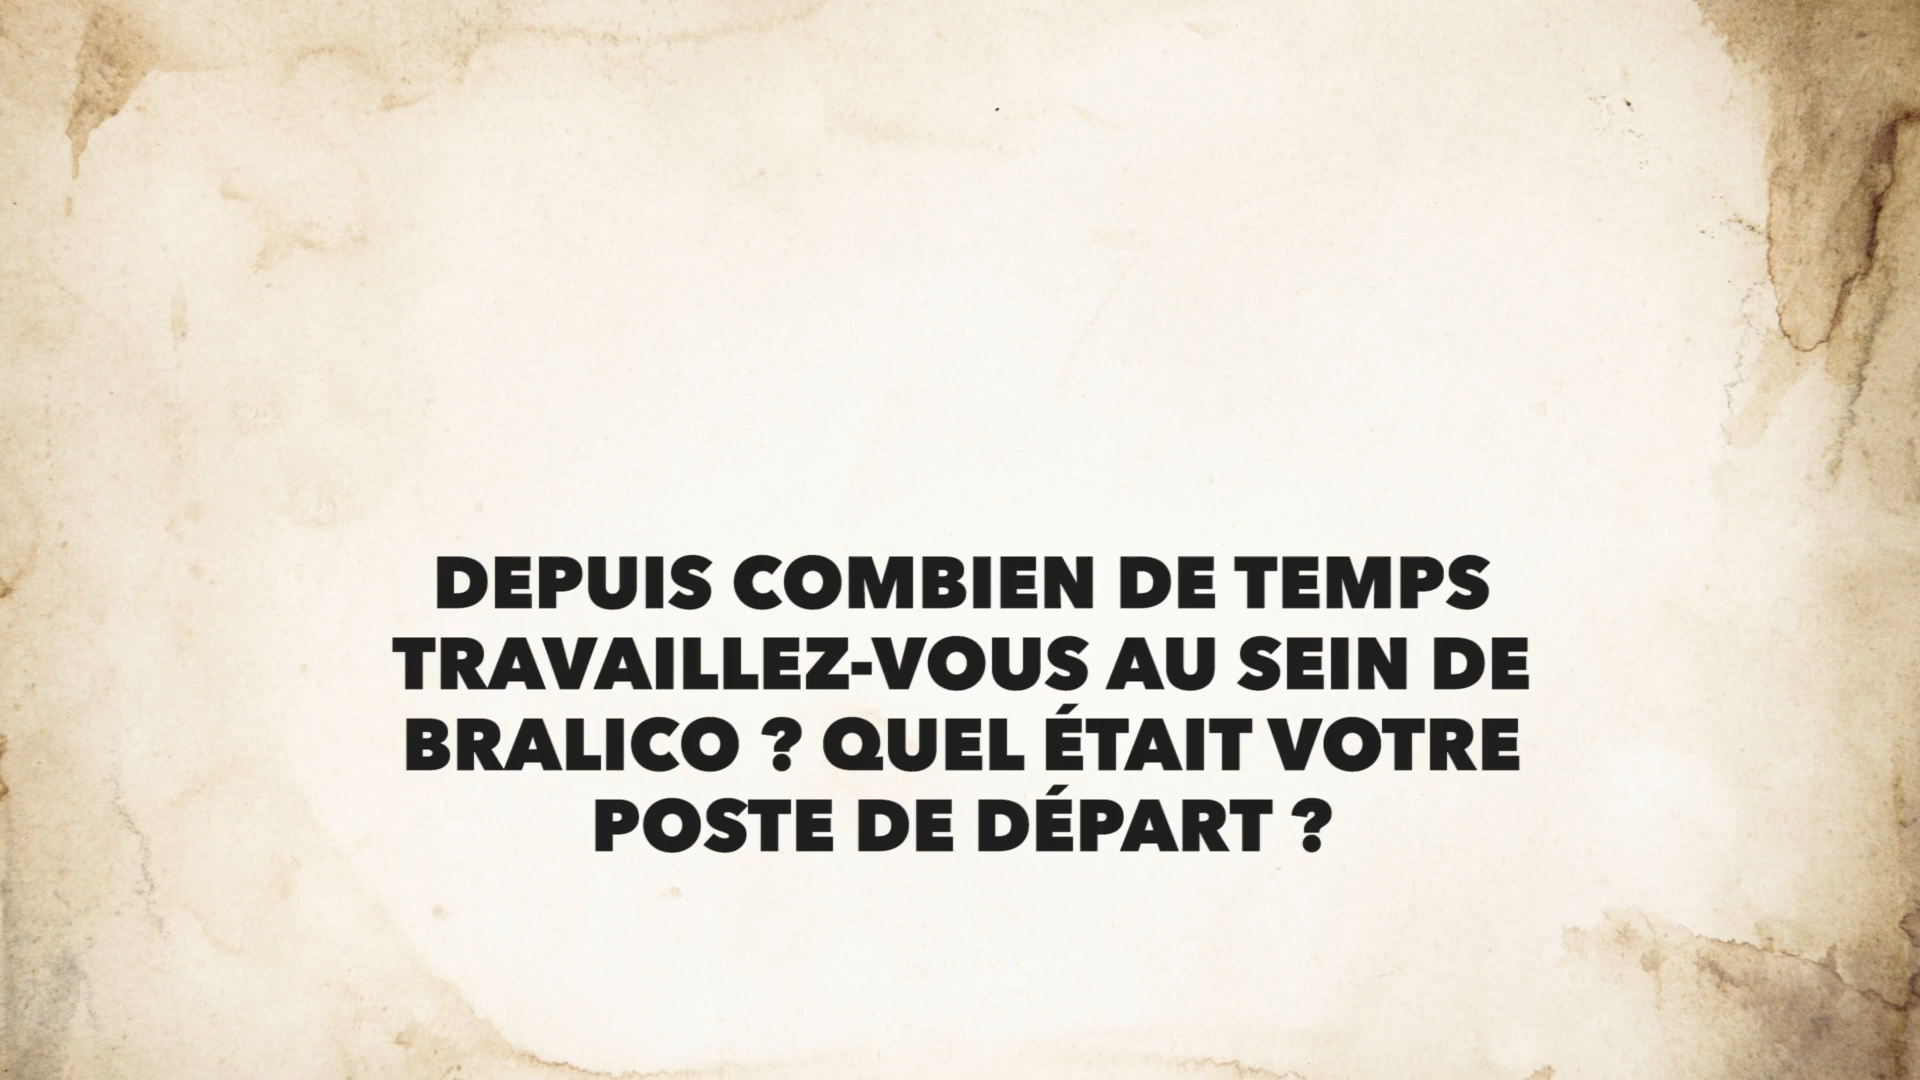 DEPUIS COMBIEN DE TEMPS
TRAVAILLEZ-VOUS AU SEIN DE
BRALICO ? QUEL ÉTAIT VOTRE
POSTE DE DÉPART ?